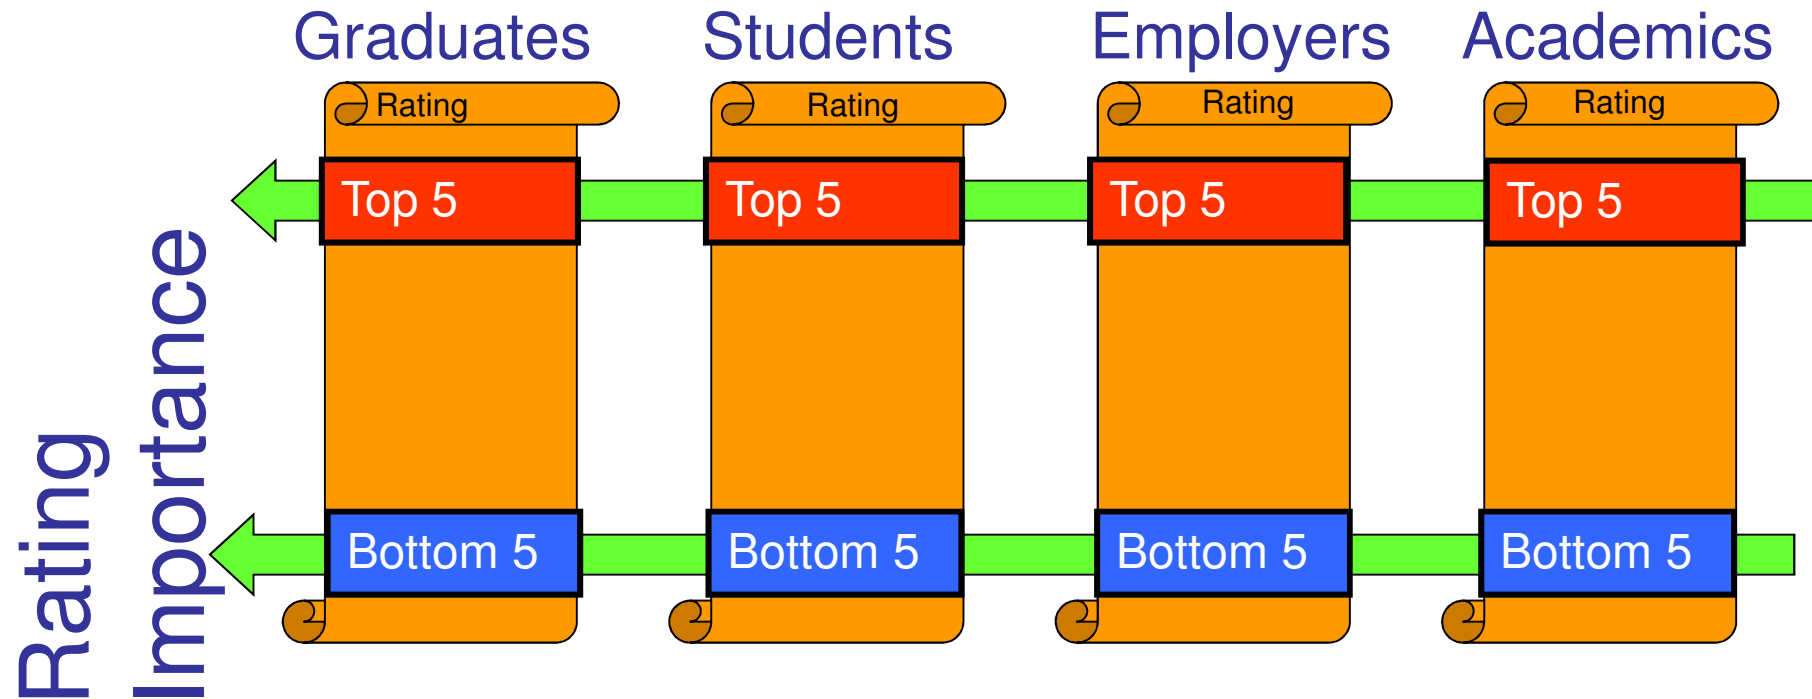 Graduates Students Employers Academics
Rating Rating Rating Rating
Top 5 Top 5 Top 5 Top 5
Bottom 5 Bottom 5 Bottom 5 Bottom 5
Rating
Importance